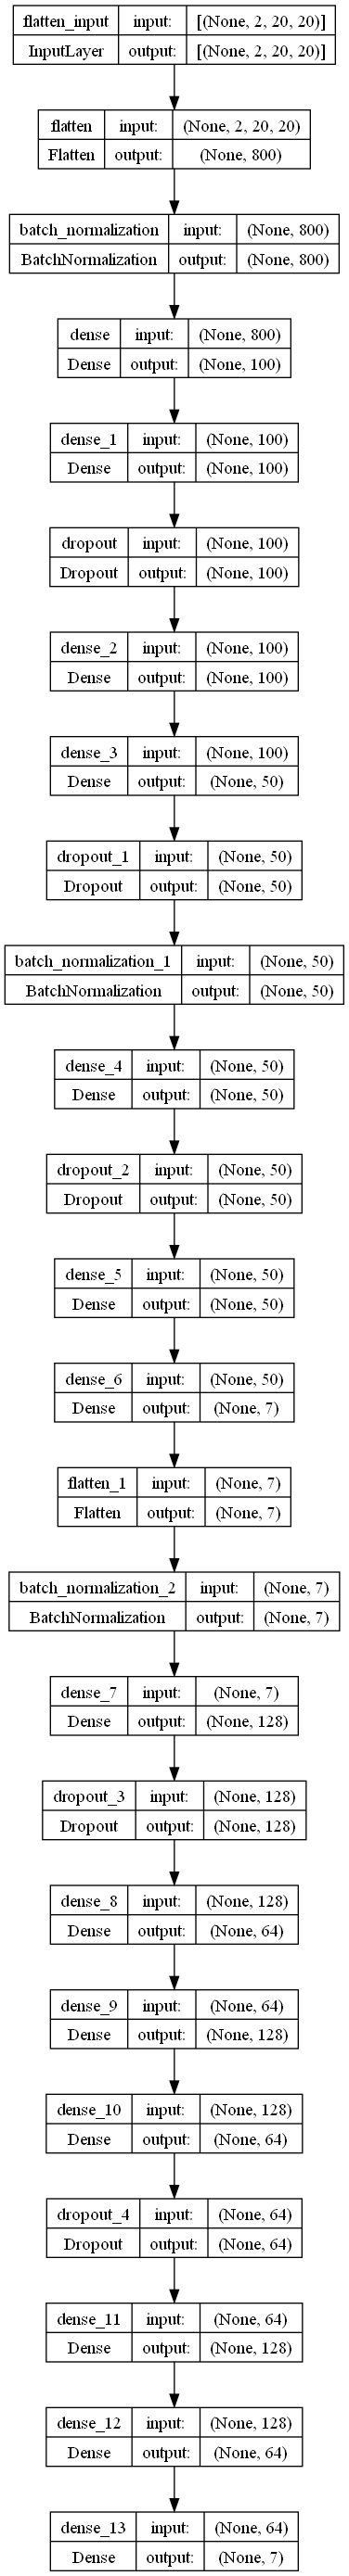 flatten_input input: [(None, 2, 20, 20)]
InputLayer output: [(None, 2, 20, 20)]
flatten input: (None, 2, 20, 20)
Flatten output: (None, 800)
batch_normalization input: (None, 800)
BatchNormalization output: (None, 800)
dense input: (None, 800)
Dense output: (None, 100)
dense_1 input: (None, 100)
Dense output: (None, 100)
dropout input: (None, 100)
Dropout output: (None, 100)
dense_2 input: (None, 100)
Dense output: (None, 100)
dense_3 input: (None, 100)
Dense output: (None, 50)
dropout_1 input: (None, 50)
Dropout output: (None, 50)
batch_normalization_1 input: (None, 50)
BatchNormalization output: (None, 50)
dense_4 input: (None, 50)
Dense output: (None, 50)
dropout_2 input: (None, 50)
Dropout output: (None, 50)
dense_5 input: (None, 50)
Dense output: (None, 50)
dense_6 input: (None, 50)
Dense output: (None, 7)
flatten_1 input: (None, 7)
Flatten output: (None, 7)
batch_normalization_2 input: (None, 7)
BatchNormalization output: (None, 7)
dense_7 input: (None, 7)
Dense output: (None, 128)
dropout_3 input: (None, 128)
Dropout output: (None, 128)
dense_8 input: (None, 128)
Dense output: (None, 64)
dense_9 input: (None, 64)
Dense output: (None, 128)
dense_10 input: (None, 128)
Dense output: (None, 64)
dropout_4 input: (None, 64)
Dropout output: (None, 64)
dense_11 input: (None, 64)
Dense output: (None, 128)
dense_12 input: (None, 128)
Dense output: (None, 64)
dense_13 input: (None, 64)
Dense output: (None, 7)